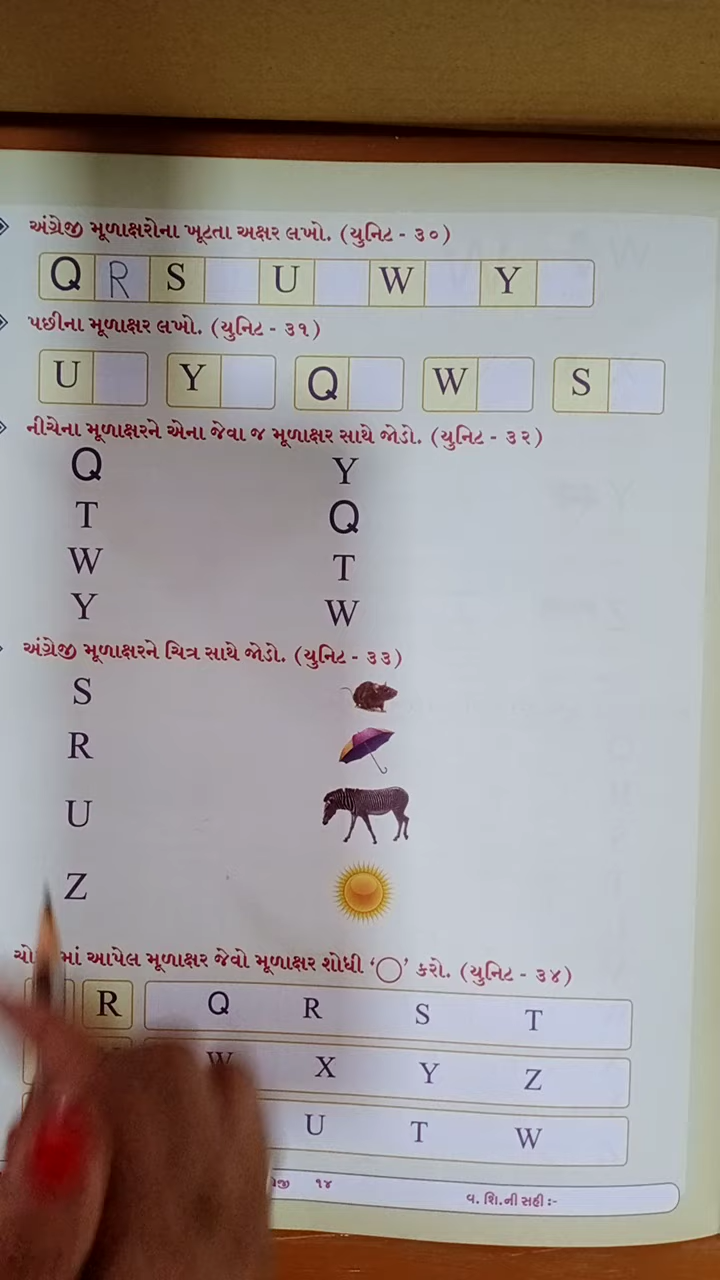 અંગ્રેજી મૂળાક્ષરોના ખૂટતા અક્ષર લખો. (યુનિટ - ૩૦)
Q R S U W Y
પછીના મૂળાક્ષર લખો. (યુનિટ - ૩૧)
U Y Q W S
નીચેના મૂળાક્ષરને એના જેવા જ મૂળાક્ષર સાથે જોડો. (યુનિટ - ૩૨)
Q Y
T Q
W T
Y W
અંગ્રેજી મૂળાક્ષરને ચિત્ર સાથે જોડો. (યુનિટ - ૩૩)
S
R
U
Z
આપેલ મૂળાક્ષર જેવો મૂળાક્ષર શોધી ‘◯’ કરો. (યુનિટ - ૩૪)
R Q R S T
W X Y Z
U T W
૧૪ વ. શિ.ની સહી :-